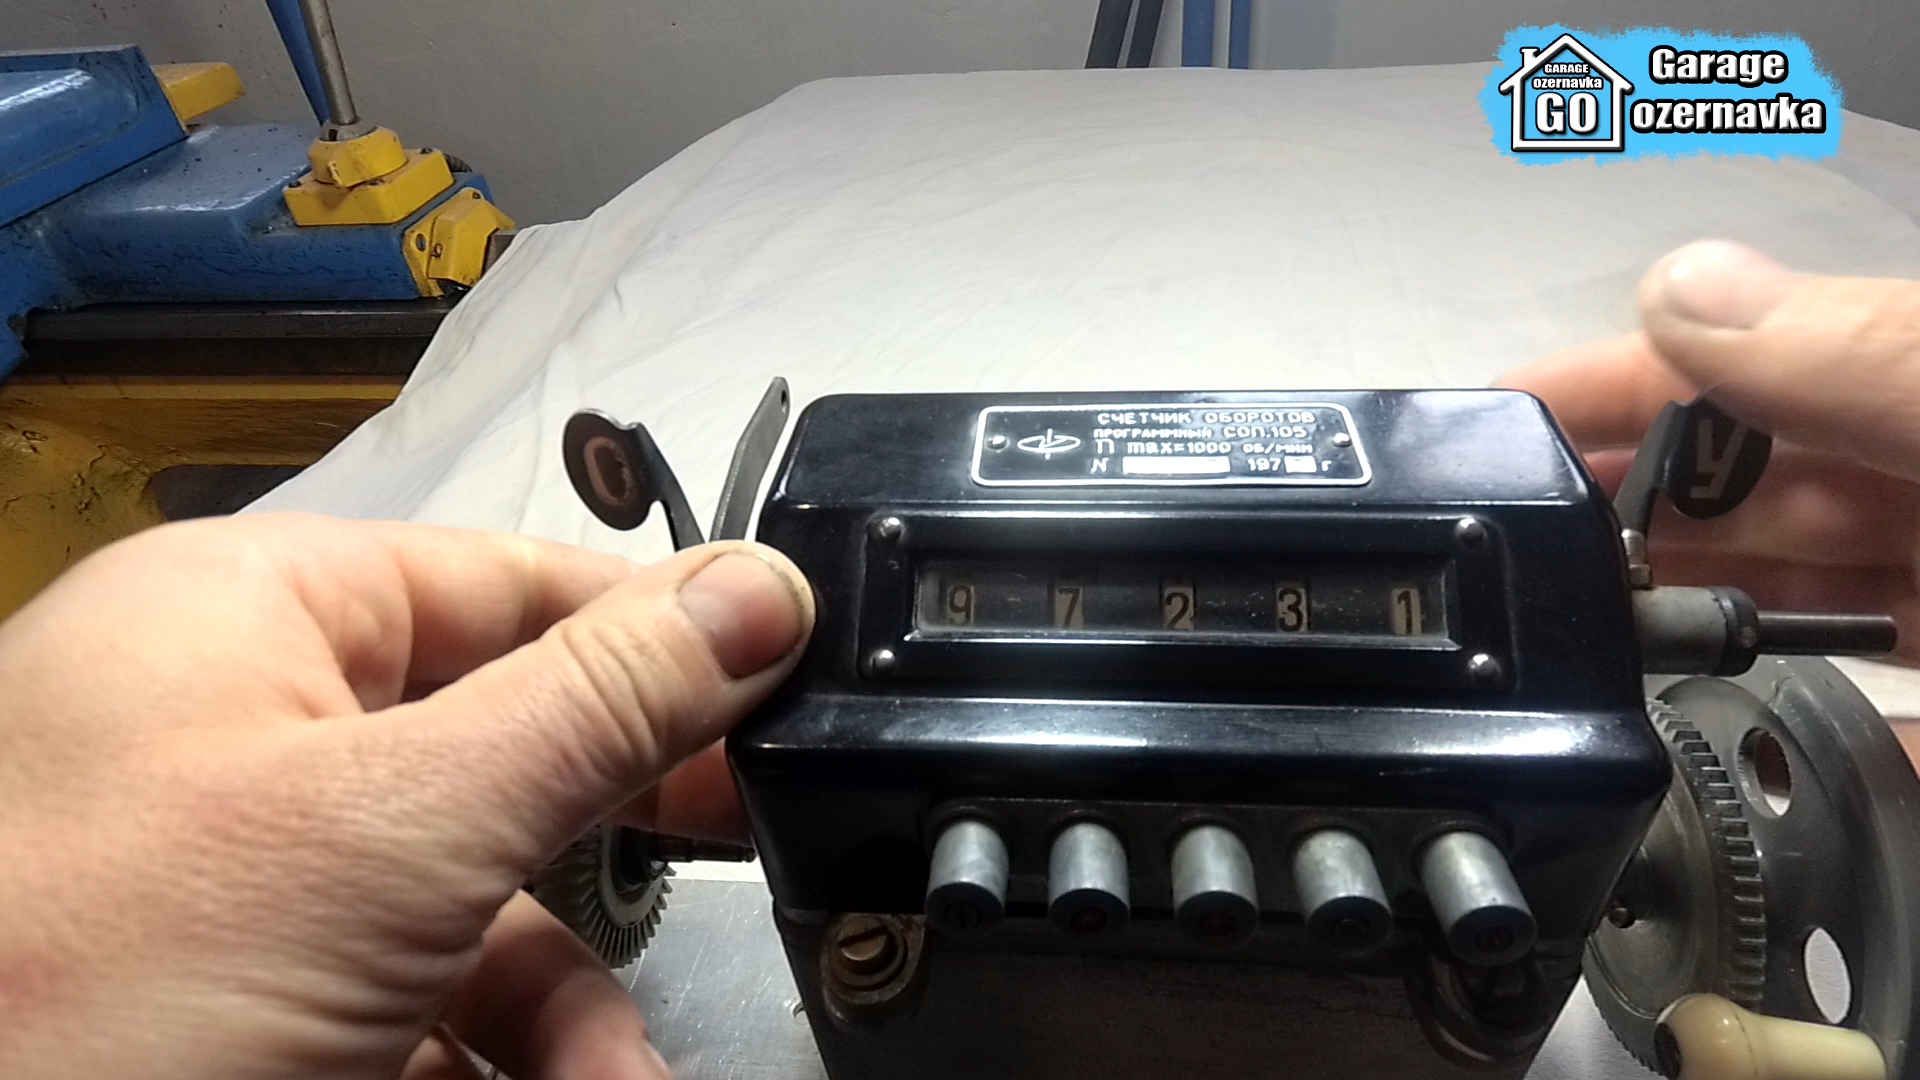 GARAGE
ozernavka
GO
Garage
ozernavka
СЧЕТЧИК ОБОРОТОВ
ПРОГРАММНЫЙ СОП.105
П max=1000 ОБ/МИН
N 197 г
С
У
9 7 2 3 1